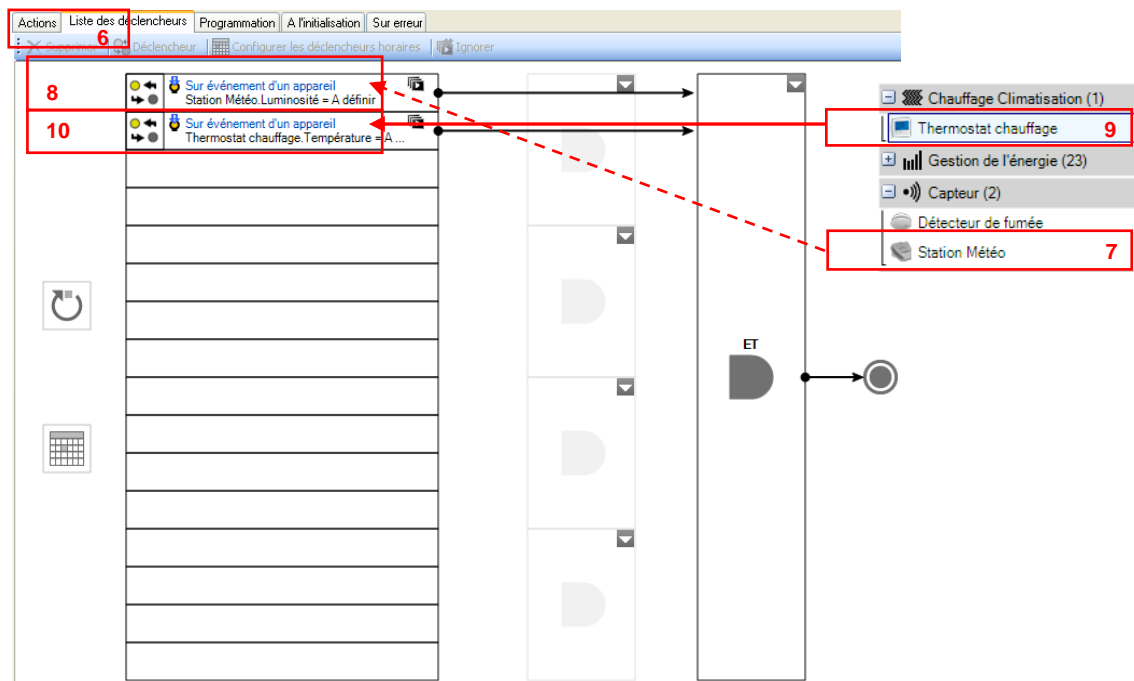 Actions Liste des déclencheurs Programmation A l'initialisation Sur erreur
6
Supprimer Déclencheur Configurer les déclencheurs horaires Ignorer
8
Sur événement d'un appareil
Station Météo.Luminosité = A définir
10
Sur événement d'un appareil
Thermostat chauffage.Température = A ...
ET
Chauffage Climatisation (1)
Thermostat chauffage 9
Gestion de l'énergie (23)
Capteur (2)
Détecteur de fumée
Station Météo 7